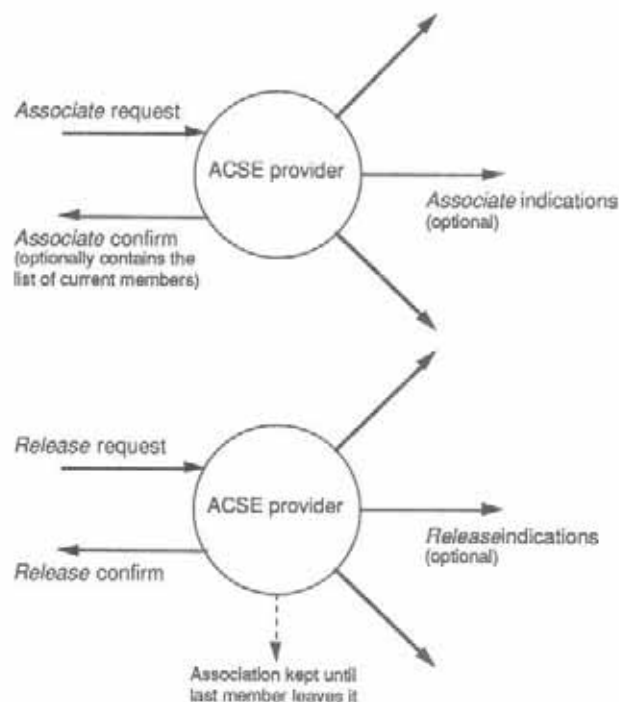 Associate request
ACSE provider
Associate indications
(optional)
Associate confirm
(optionally contains the
list of current members)
Release request
ACSE provider
Releaseindications
(optional)
Release confirm
Association kept until
last member leaves it